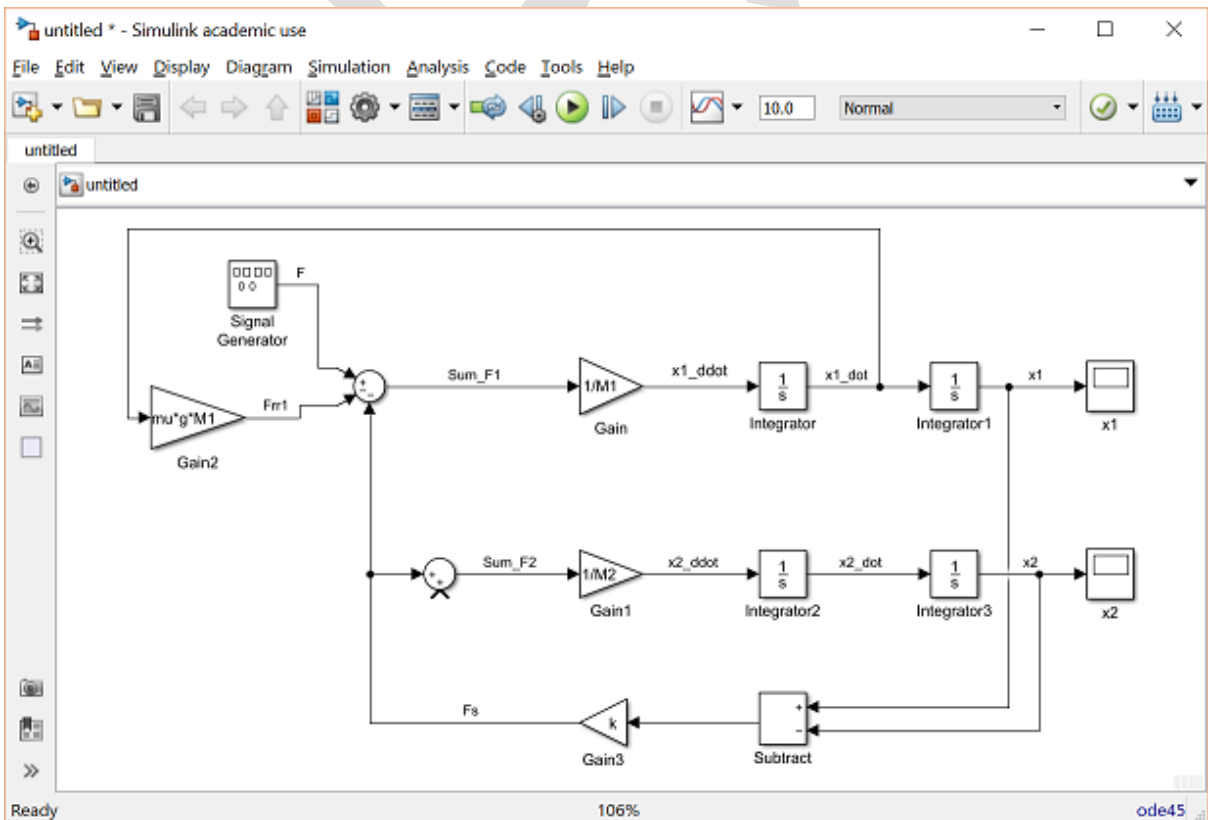 untitled * - Simulink academic use
File Edit View Display Diagram Simulation Analysis Code Tools Help
10.0 Normal
untitled
untitled
F
Signal
Generator
Sum_F1
1/M1
Gain
x1_ddot
1
s
Integrator
x1_dot
1
s
Integrator1
x1
x1
Frr1
mu*g*M1
Gain2
Sum_F2
1/M2
Gain1
x2_ddot
1
s
Integrator2
x2_dot
1
s
Integrator3
x2
x2
Fs
k
Gain3
+
−
Subtract
Ready 106% ode45